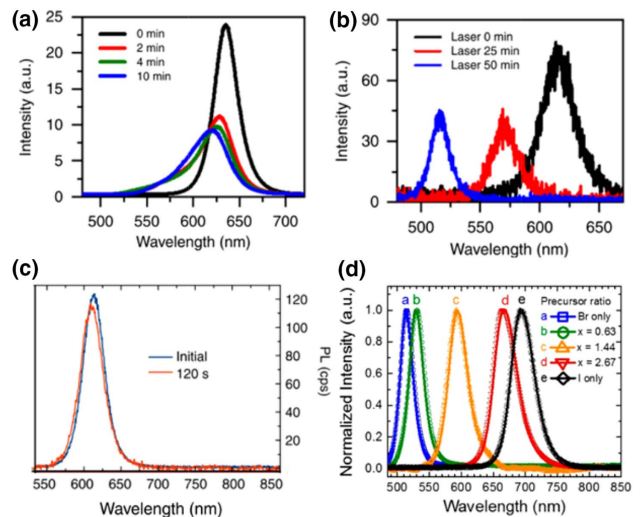 (a)
25
20
15
10
5
0
Intensity (a.u.)
0 min
2 min
4 min
10 min
500 550 600 650 700
Wavelength (nm)
(b)
90
60
30
0
Intensity (a.u.)
Laser 0 min
Laser 25 min
Laser 50 min
500 550 600 650
Wavelength (nm)
(c)
120
100
80
60
40
20
PL (cps)
Initial
120 s
550 600 650 700 750 800 850
Wavelength (nm)
(d)
1.0
0.8
0.6
0.4
0.2
0.0
Normalized Intensity (a.u.)
a b c d e
Precursor ratio
a Br only
b x = 0.63
c x = 1.44
d x = 2.67
e I only
500 550 600 650 700 750 800 850
Wavelength (nm)